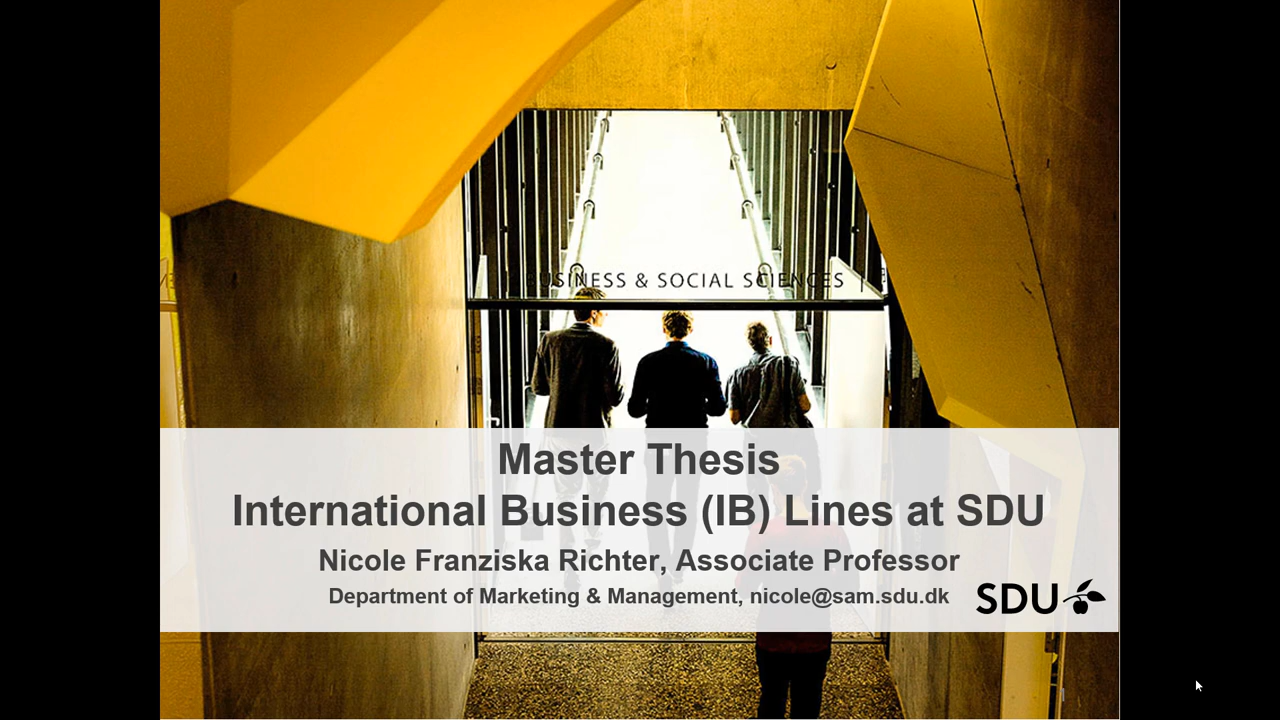 BUSINESS & SOCIAL SCIENCES |
Master Thesis
International Business (IB) Lines at SDU
Nicole Franziska Richter, Associate Professor
Department of Marketing & Management, nicole@sam.sdu.dk
SDU